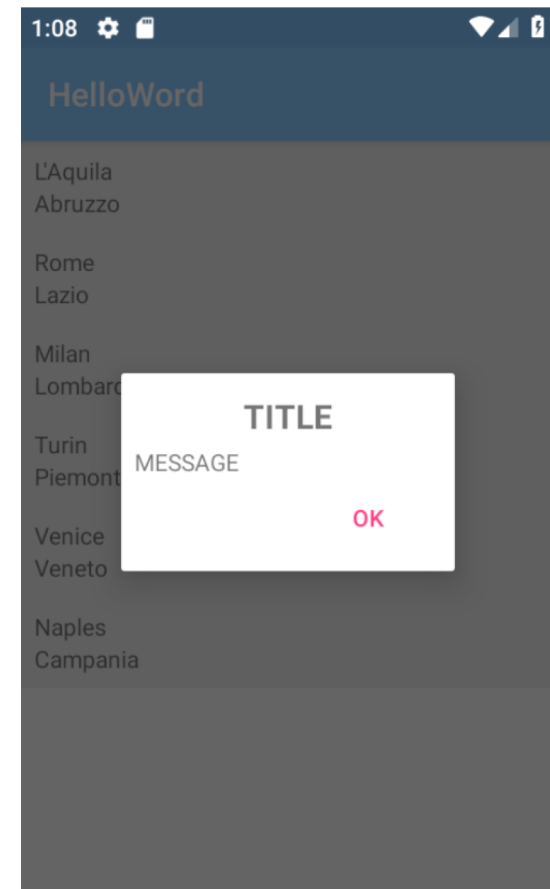 1:08
HelloWord
L'Aquila
Abruzzo
Rome
Lazio
Milan
Lombard
Turin
Piemont
Venice
Veneto
Naples
Campania
TITLE
MESSAGE
OK